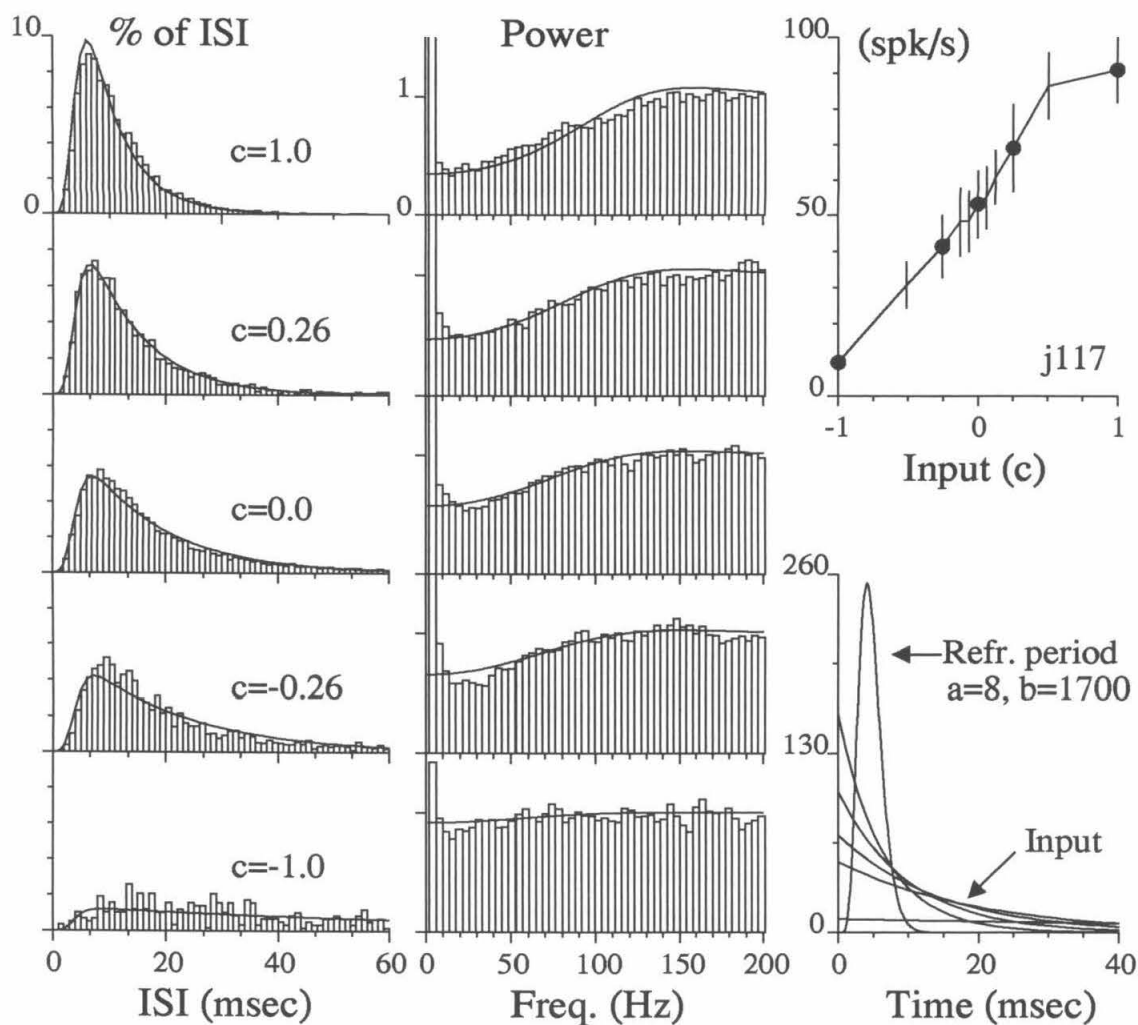 % of ISI
10
0
c=1.0
c=0.26
c=0.0
c=-0.26
c=-1.0
0 20 40 60
ISI (msec)
Power
1
0
0 50 100 150 200
Freq. (Hz)
(spk/s)
100
50
0
j117
-1 0 1
Input (c)
260
130
0
Refr. period
a=8, b=1700
Input
0 20 40
Time (msec)